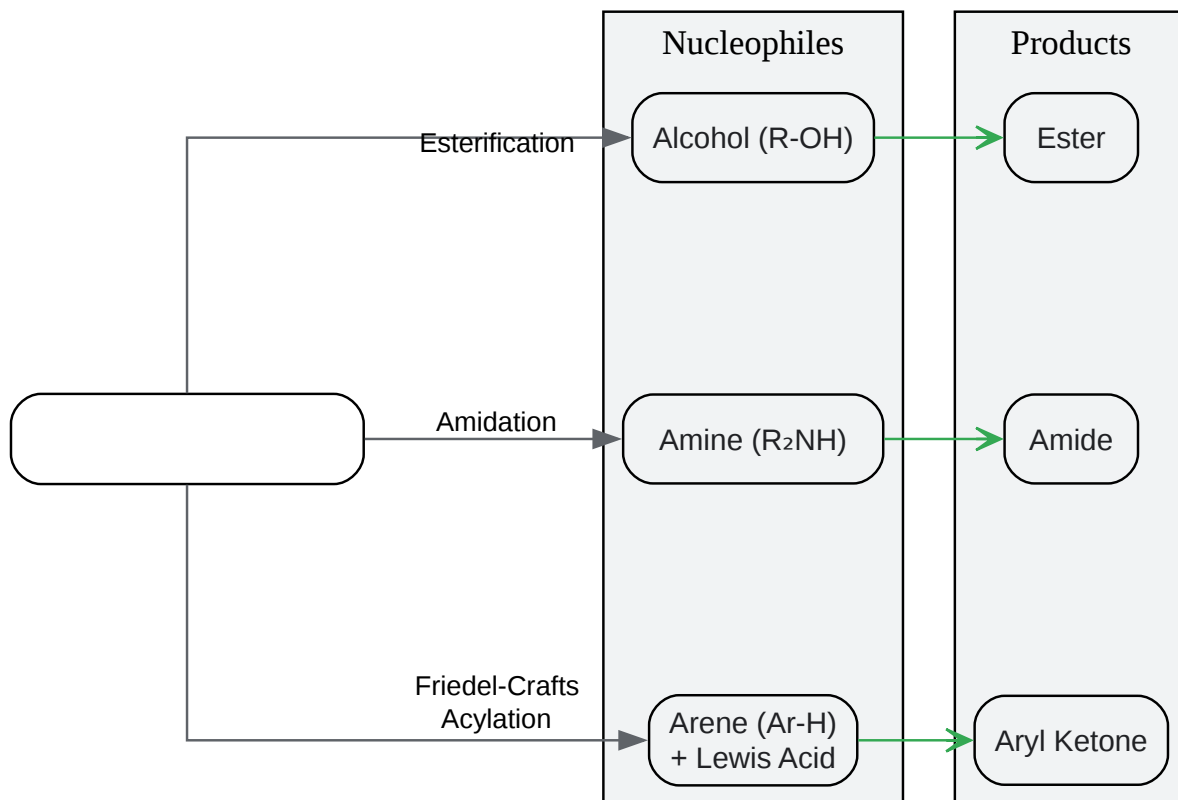 Nucleophiles
Products
Esterification
Alcohol (R-OH)
Ester
Amidation
Amine (R₂NH)
Amide
Friedel-Crafts
Acylation
Arene (Ar-H)
+ Lewis Acid
Aryl Ketone